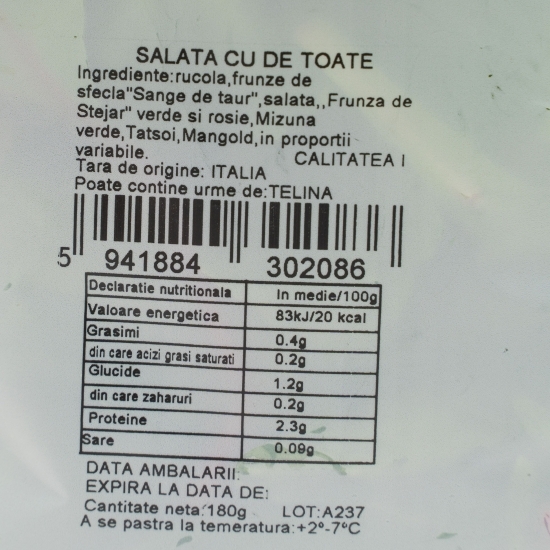 SALATA CU DE TOATE
Ingrediente:rucola,frunze de
sfecla"Sange de taur",salata,,Frunza de
Stejar" verde si rosie,Mizuna
verde,Tatsoi,Mangold,in proportii
variabile. CALITATEA I
Tara de origine: ITALIA
Poate contine urme de:TELINA
5 941884 302086
Declaratie nutritionala In medie/100g
Valoare energetica 83kJ/20 kcal
Grasimi 0.4g
din care acizi grasi saturati 0.2g
Glucide 1.2g
din care zaharuri 0.2g
Proteine 2.3g
Sare 0.09g
DATA AMBALARII:
EXPIRA LA DATA DE:
Cantitate neta:180g LOT:A237
A se pastra la temeratura:+2º-7ºC